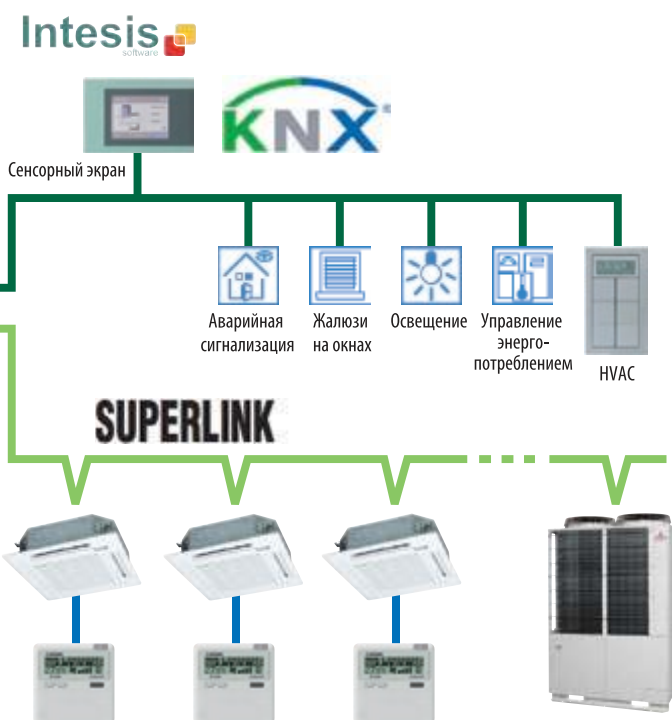 Intesis
software
KNX
®
Сенсорный экран
Аварийная
сигнализация
Жалюзи
на окнах
Освещение
Управление
энерго-
потреблением
HVAC
SUPERLINK